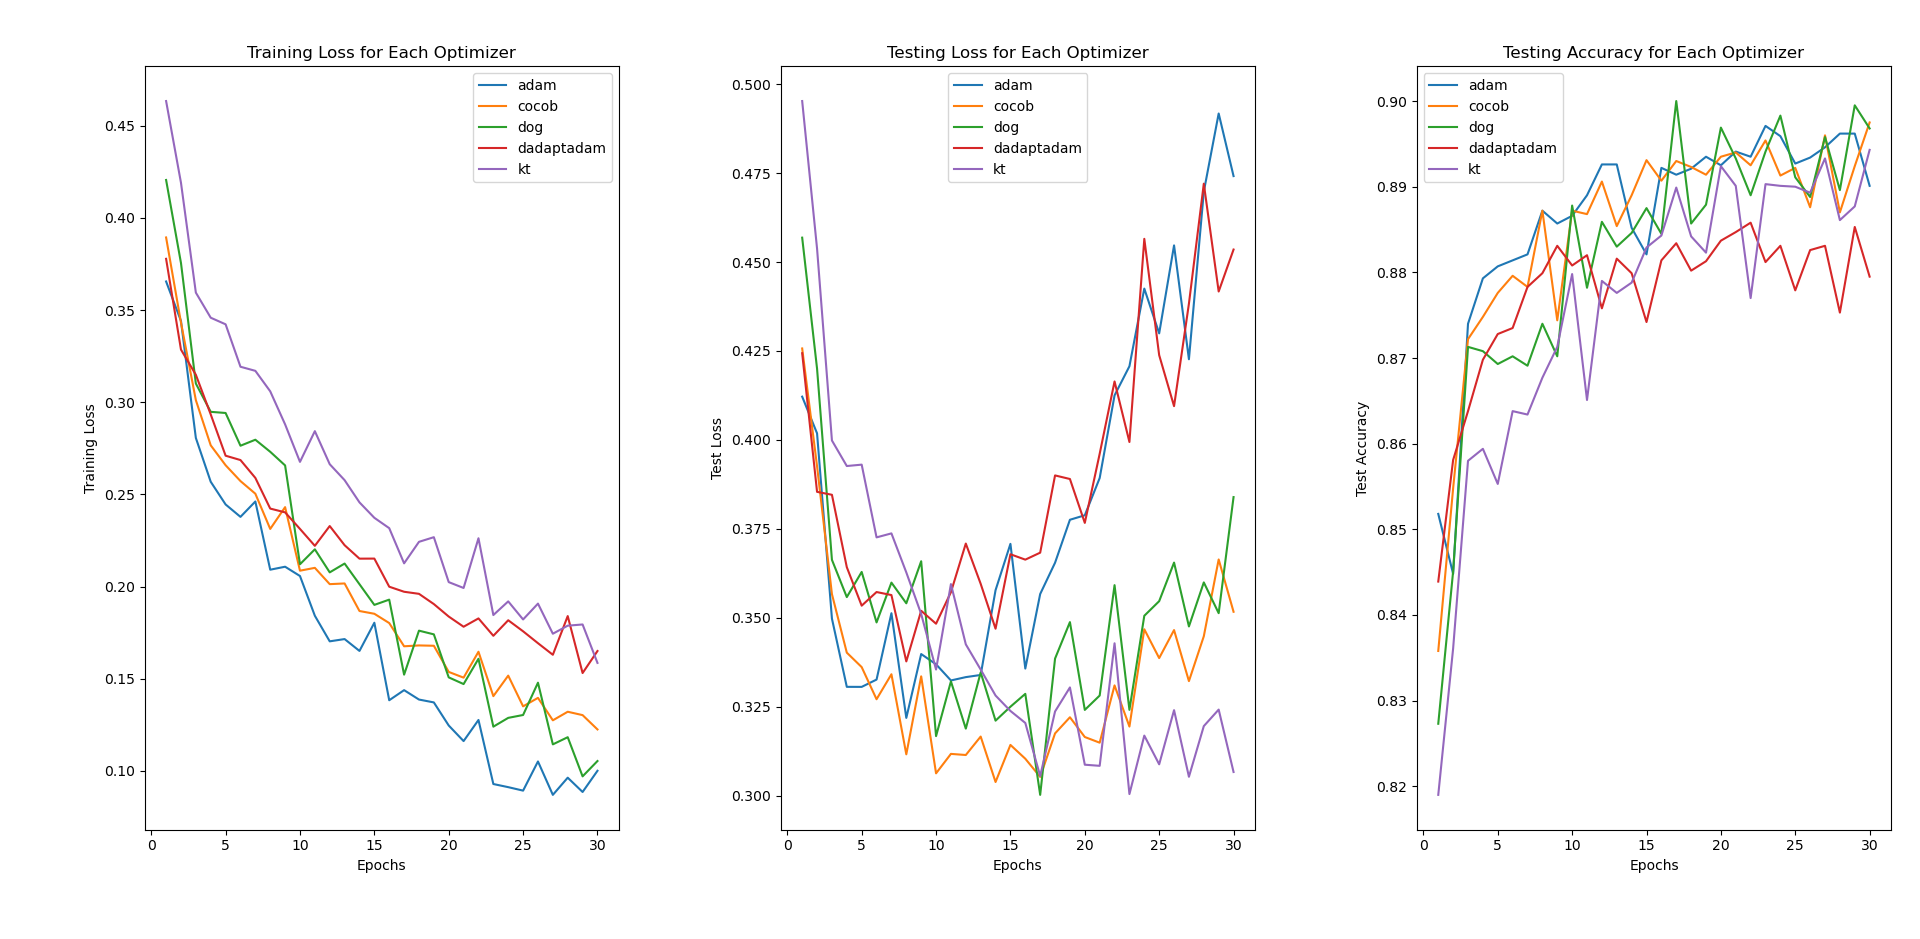 Training Loss for Each Optimizer
adam
cocob
dog
dadaptadam
kt
0.45
0.40
0.35
0.30
0.25
0.20
0.15
0.10
Training Loss
0 5 10 15 20 25 30
Epochs
Testing Loss for Each Optimizer
adam
cocob
dog
dadaptadam
kt
0.500
0.475
0.450
0.425
0.400
0.375
0.350
0.325
0.300
Test Loss
0 5 10 15 20 25 30
Epochs
Testing Accuracy for Each Optimizer
adam
cocob
dog
dadaptadam
kt
0.90
0.89
0.88
0.87
0.86
0.85
0.84
0.83
0.82
Test Accuracy
0 5 10 15 20 25 30
Epochs